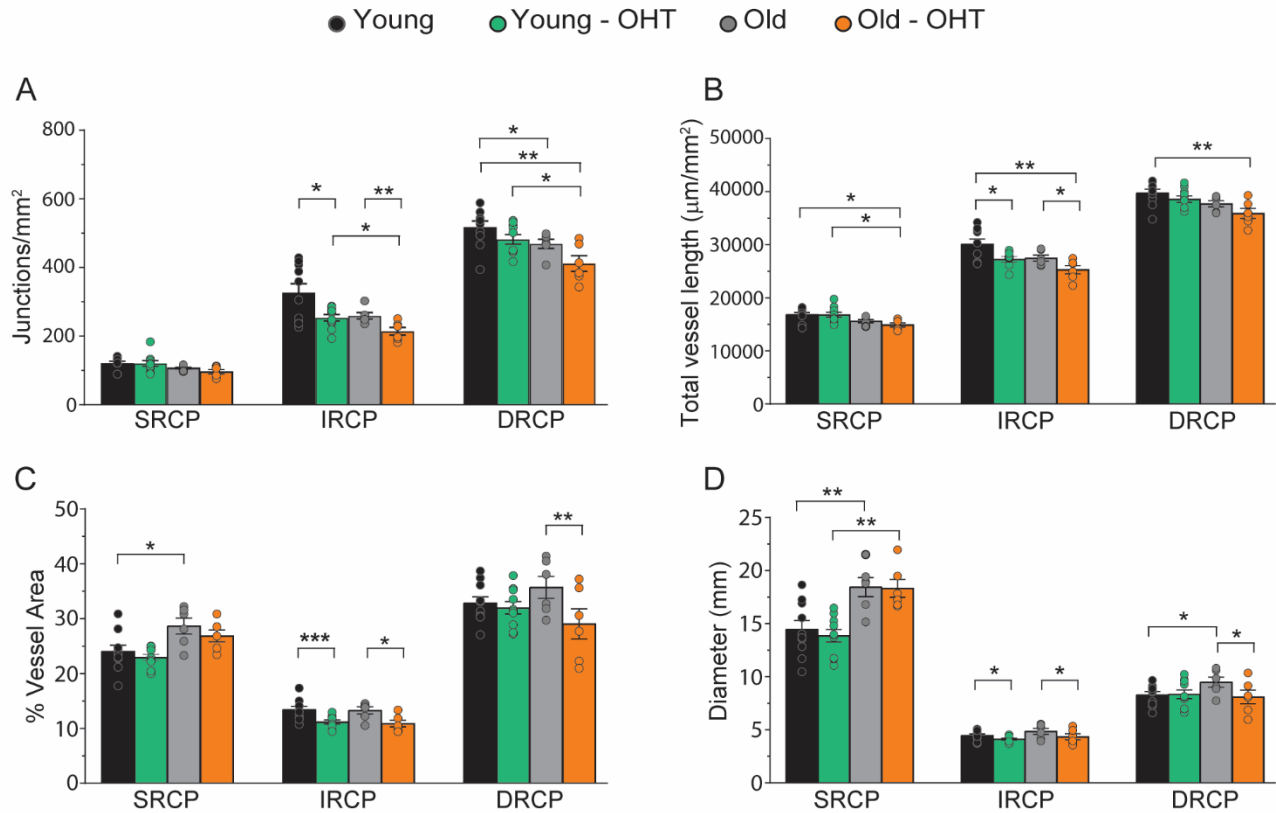 Young Young - OHT Old Old - OHT
A
Junctions/mm²
800
600
400
200
0
* ** * * ** * *
SRCP IRCP DRCP
B
Total vessel length (μm/mm²)
50000
40000
30000
20000
10000
0
* * ** * * **
SRCP IRCP DRCP
C
% Vessel Area
50
40
30
20
10
0
* *** * **
SRCP IRCP DRCP
D
Diameter (mm)
25
20
15
10
5
0
** ** * * * *
SRCP IRCP DRCP